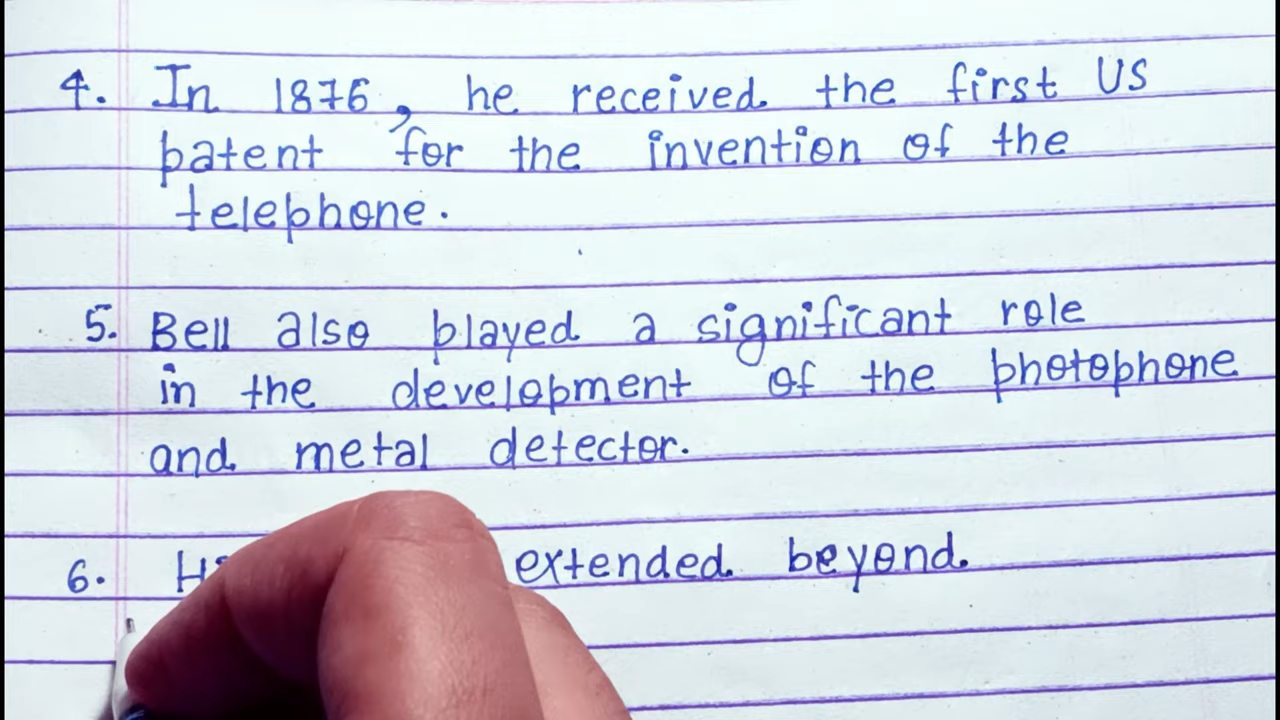 4. In 1876, he received the first US
patent for the invention of the
telephone.
5. Bell also played a significant role
in the development of the photophone
and metal detector.
6. extended beyond